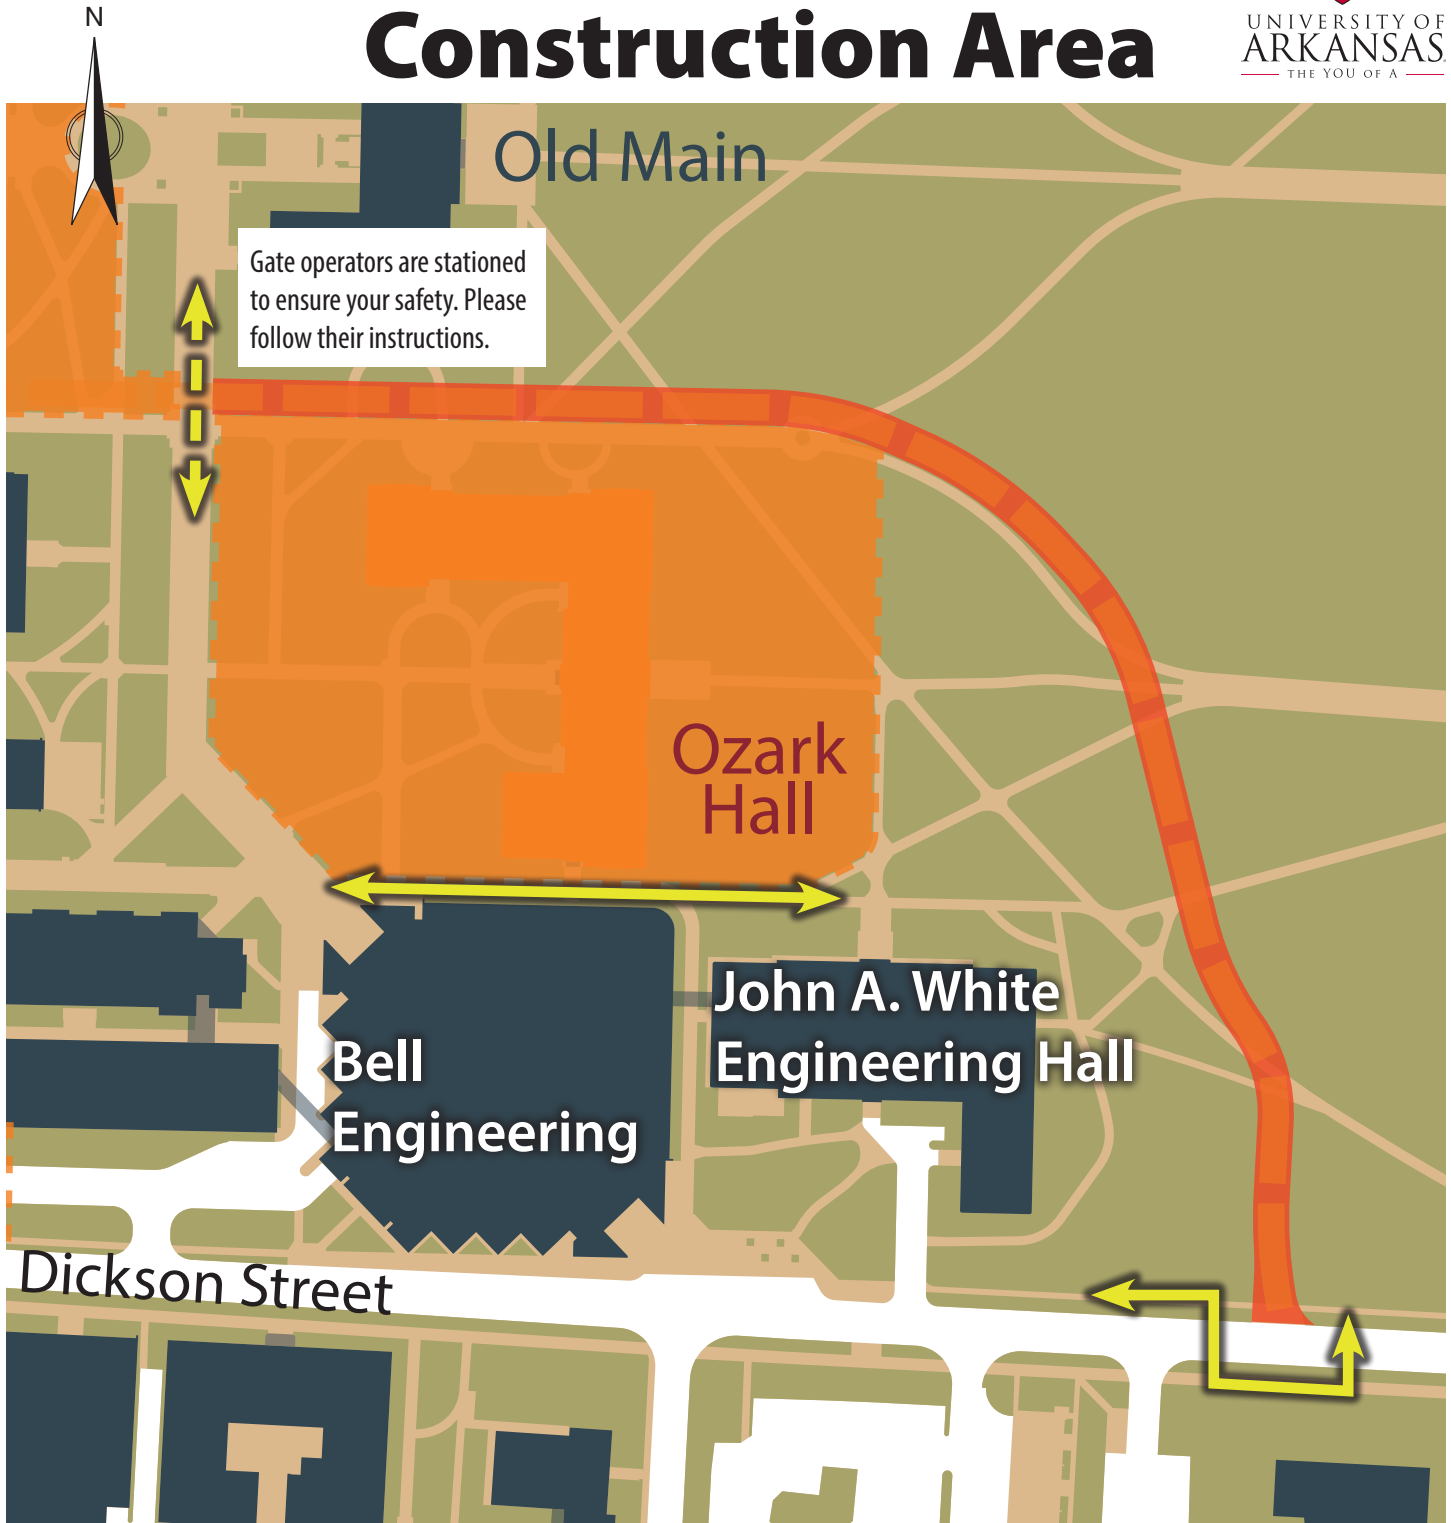 N
Construction Area
UNIVERSITY OF
ARKANSAS
THE YOU OF A
Old Main
Gate operators are stationed
to ensure your safety. Please
follow their instructions.
Ozark
Hall
John A. White
Engineering Hall
Bell
Engineering
Dickson Street